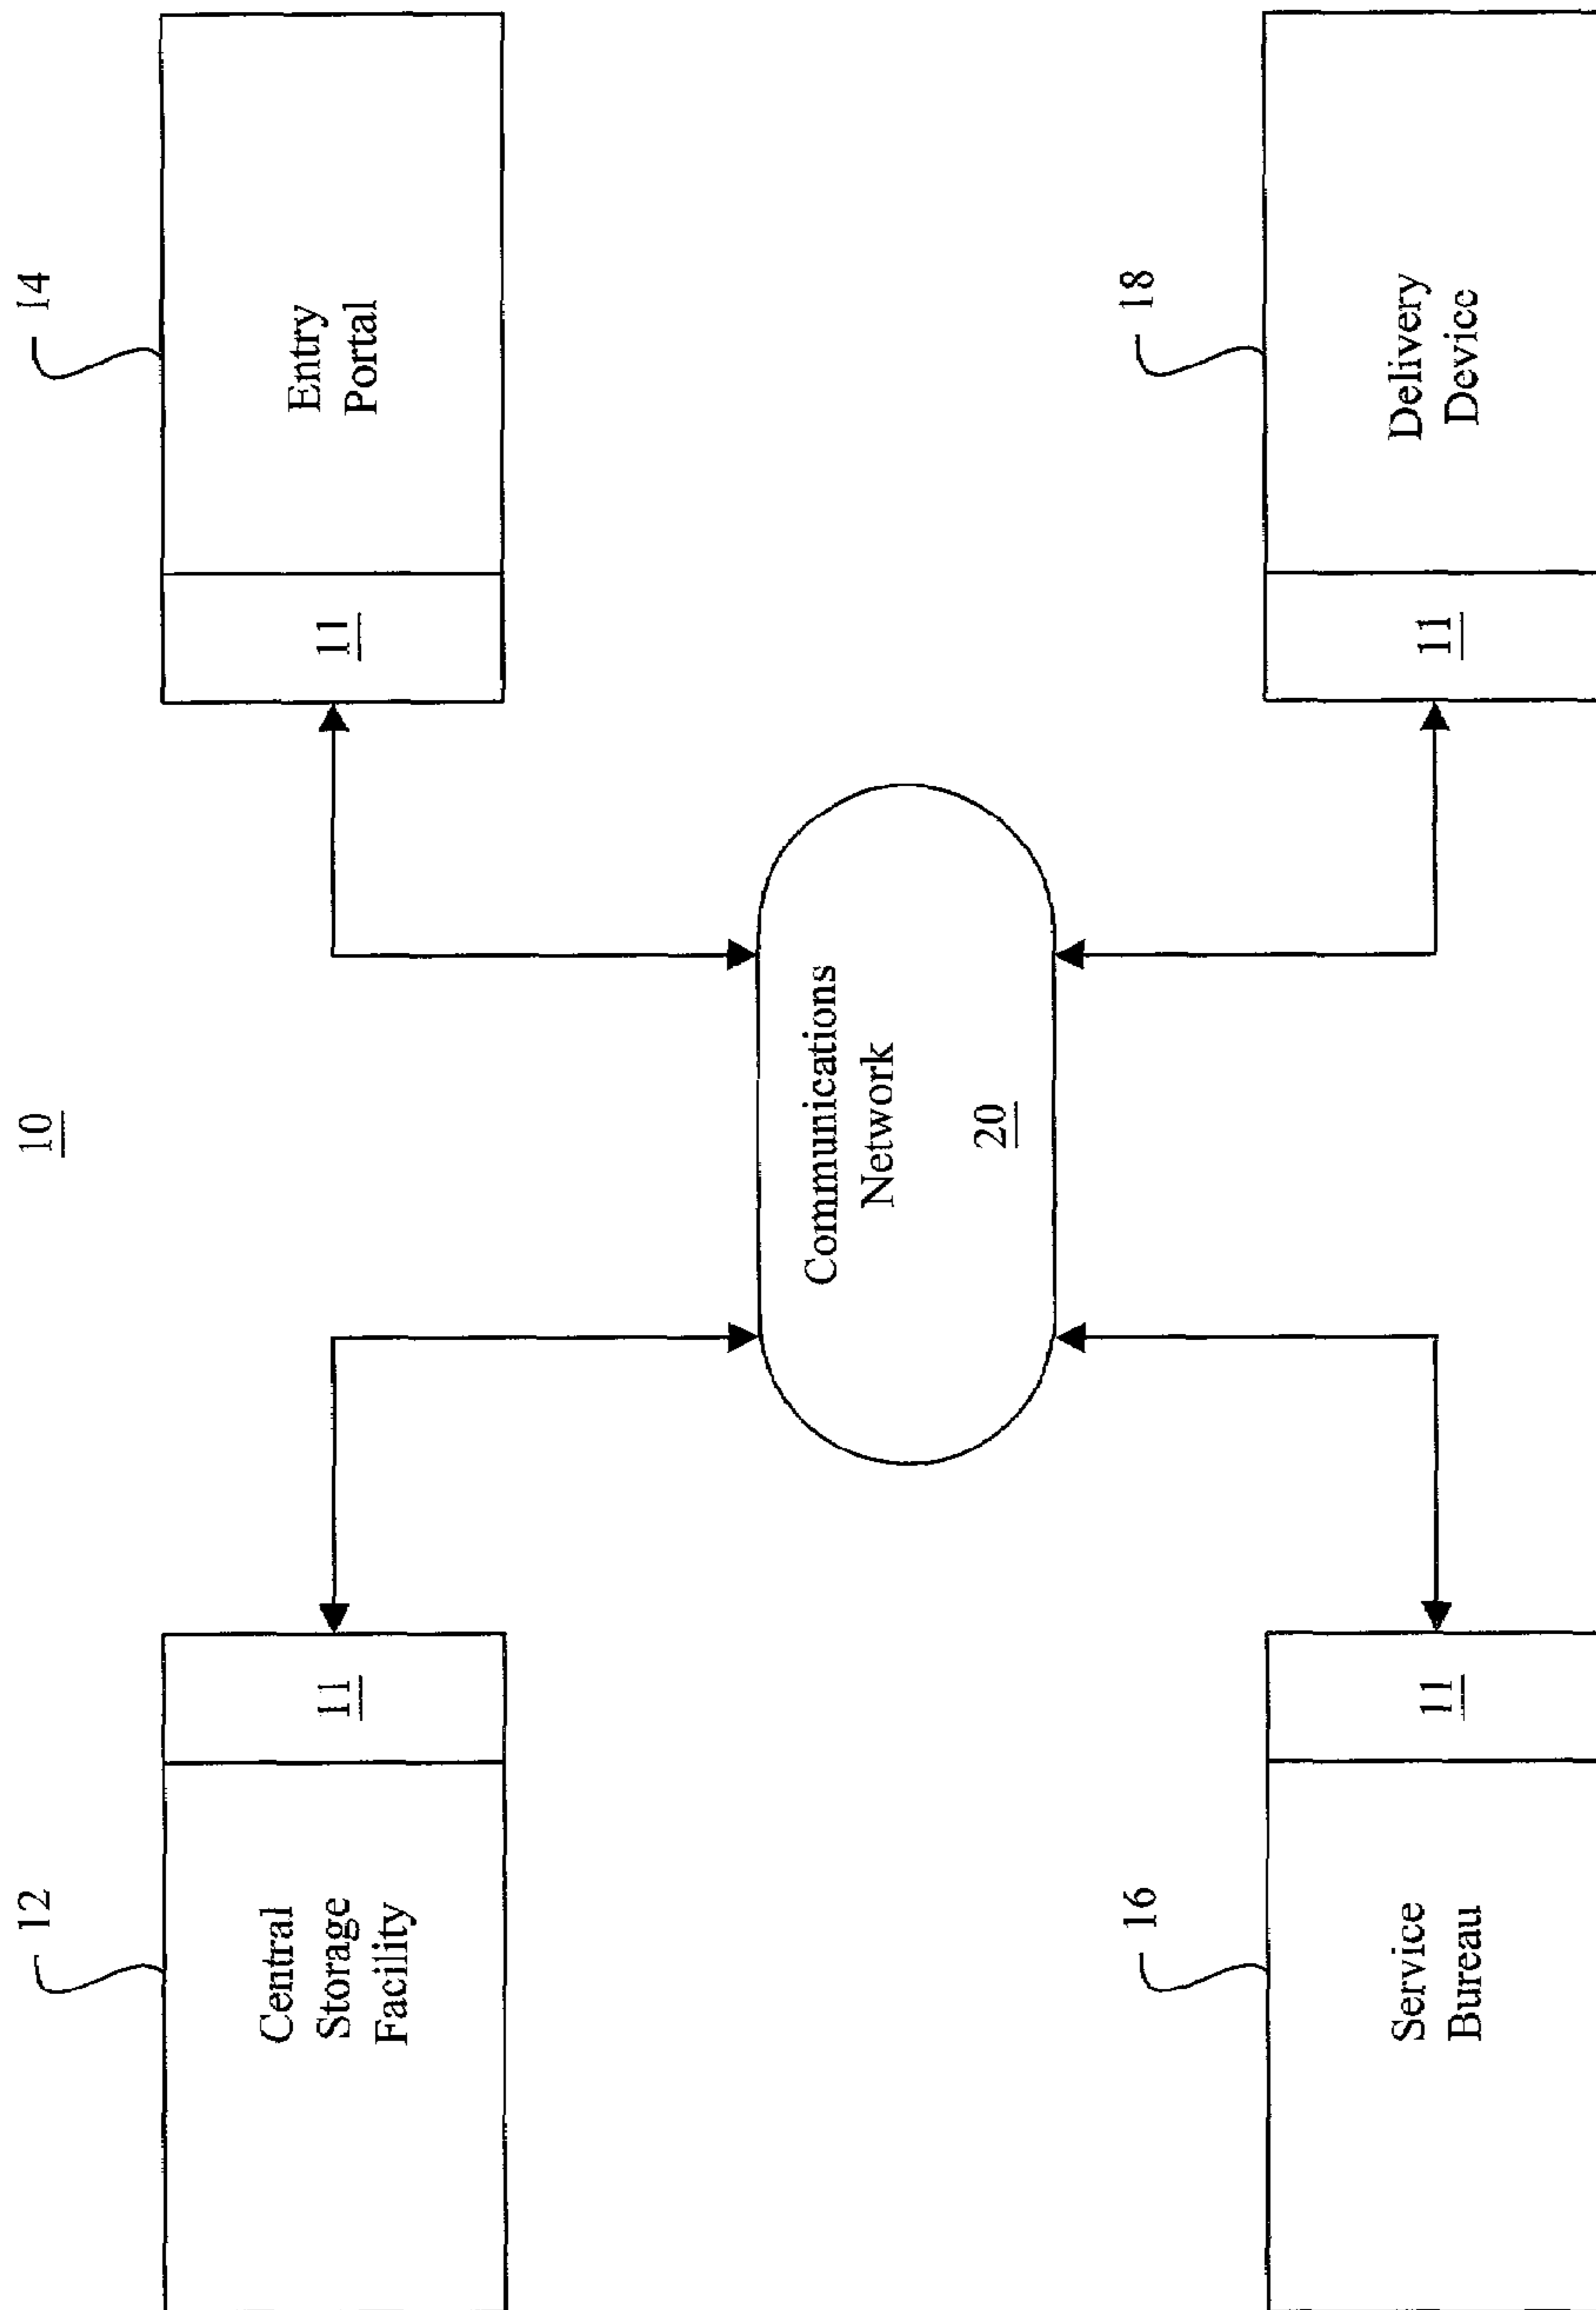 10
12
14
Central
Storage
Facility
11
11
Entry
Portal
Communications
Network
20
16
18
Service
Bureau
11
11
Delivery
Device